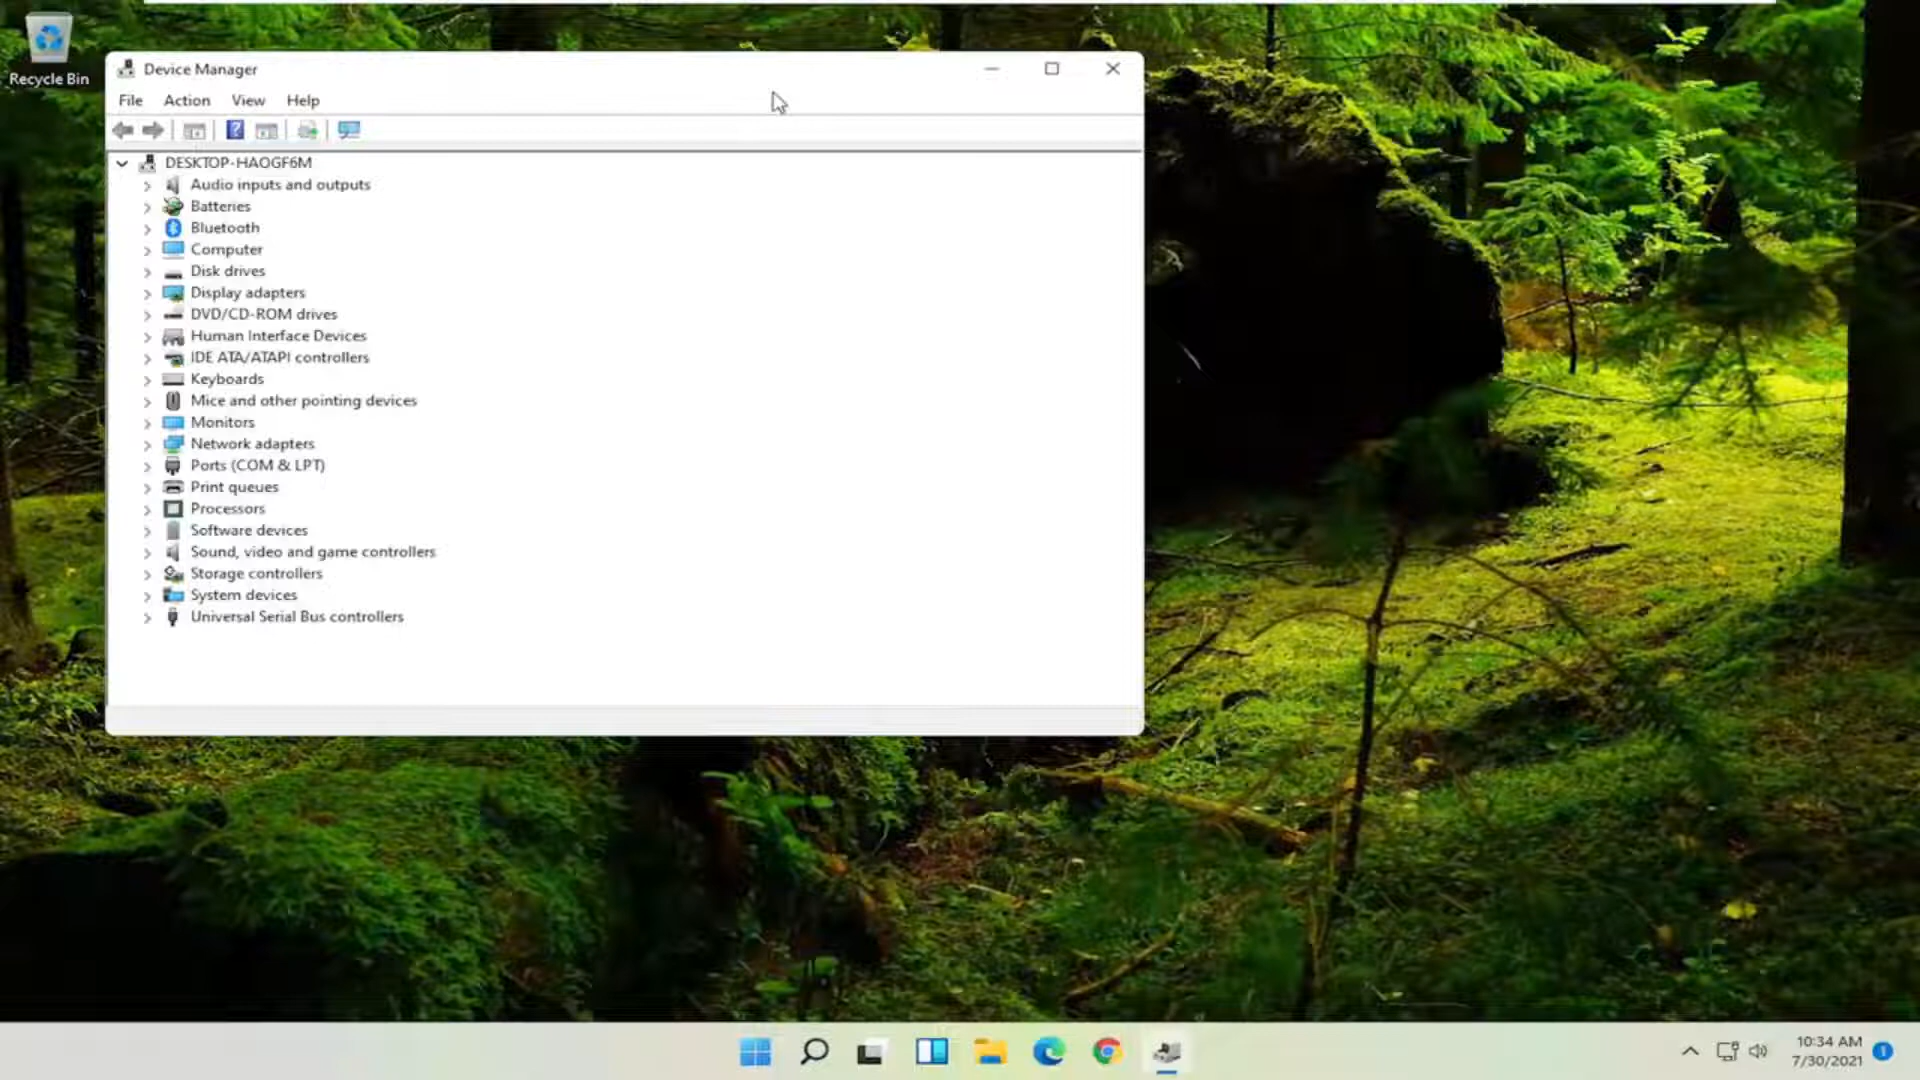 Recycle Bin
Device Manager
File Action View Help
?
DESKTOP-HAOGF6M
Audio inputs and outputs
Batteries
Bluetooth
Computer
Disk drives
Display adapters
DVD/CD-ROM drives
Human Interface Devices
IDE ATA/ATAPI controllers
Keyboards
Mice and other pointing devices
Monitors
Network adapters
Ports (COM & LPT)
Print queues
Processors
Software devices
Sound, video and game controllers
Storage controllers
System devices
Universal Serial Bus controllers
10:34 AM
7/30/2021
1